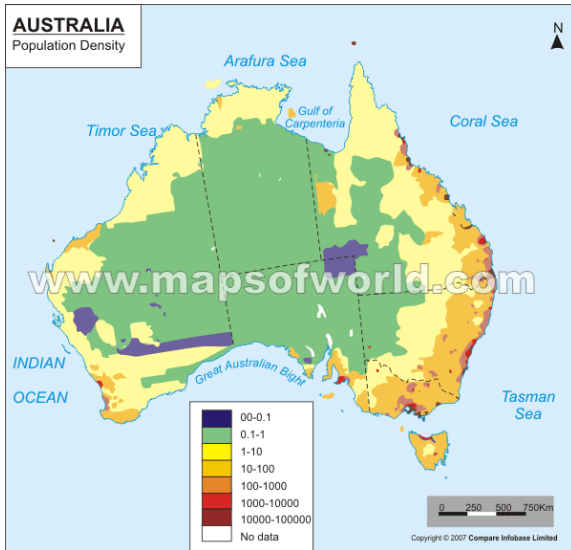 AUSTRALIA
Population Density
N
Arafura Sea
Gulf of
Carpenteria
Timor Sea
Coral Sea
www.mapsofworld.com
INDIAN
OCEAN
Great Australian Bight
Tasman
Sea
00-0.1
0.1-1
1-10
10-100
100-1000
1000-10000
10000-100000
No data
0 250 500 750Km
Copyright © 2007 Compare Infobase Limited